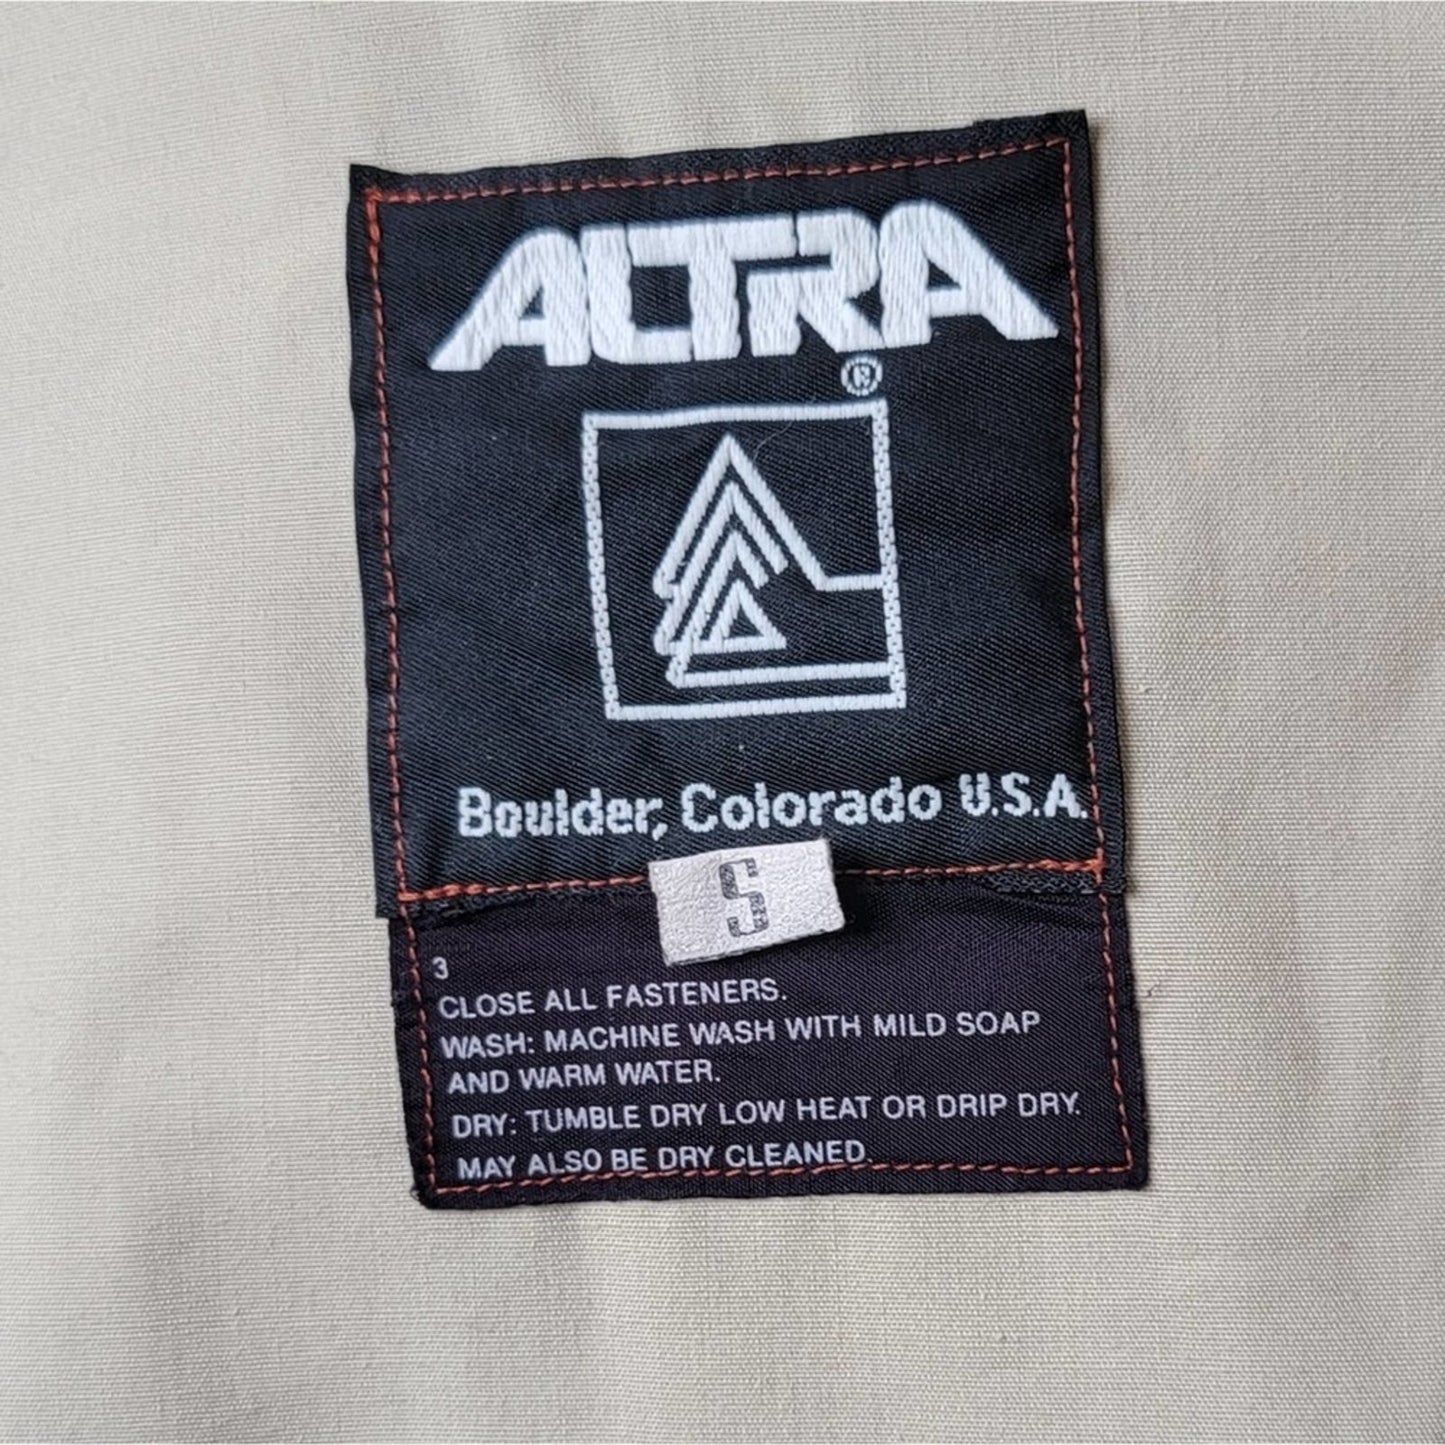 ALTRA
®
Boulder, Colorado U.S.A.
S
3
CLOSE ALL FASTENERS.
WASH: MACHINE WASH WITH MILD SOAP
AND WARM WATER.
DRY: TUMBLE DRY LOW HEAT OR DRIP DRY.
MAY ALSO BE DRY CLEANED.